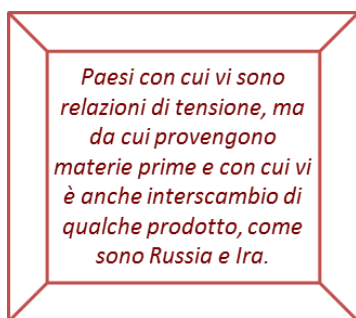 Paesi con cui vi sono
relazioni di tensione, ma
da cui provengono
materie prime e con cui vi
è anche interscambio di
qualche prodotto, come
sono Russia e Ira.